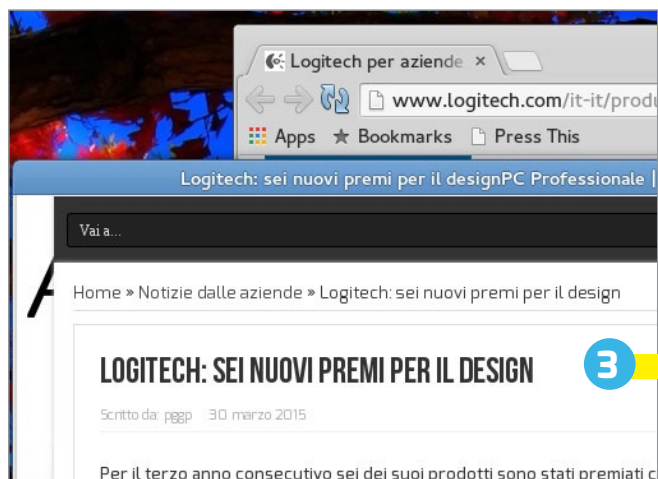 Logitech per aziende ×
www.logitech.com/it-it/produ
Apps Bookmarks Press This
Logitech: sei nuovi premi per il designPC Professionale |
Vai a...
Home » Notizie dalle aziende » Logitech: sei nuovi premi per il design
LOGITECH: SEI NUOVI PREMI PER IL DESIGN
3
Scritto da: pggp 30 marzo 2015
Per il terzo anno consecutivo sei dei suoi prodotti sono stati premiati c